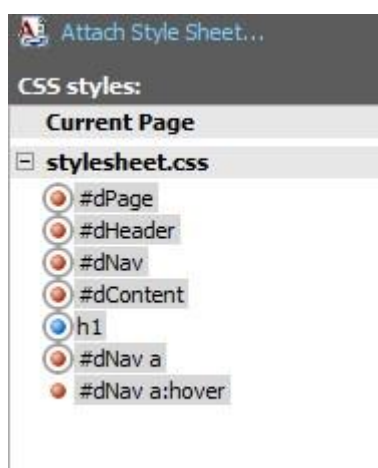 Attach Style Sheet...
CSS styles:
Current Page
stylesheet.css
#dPage
#dHeader
#dNav
#dContent
h1
#dNav a
#dNav a:hover